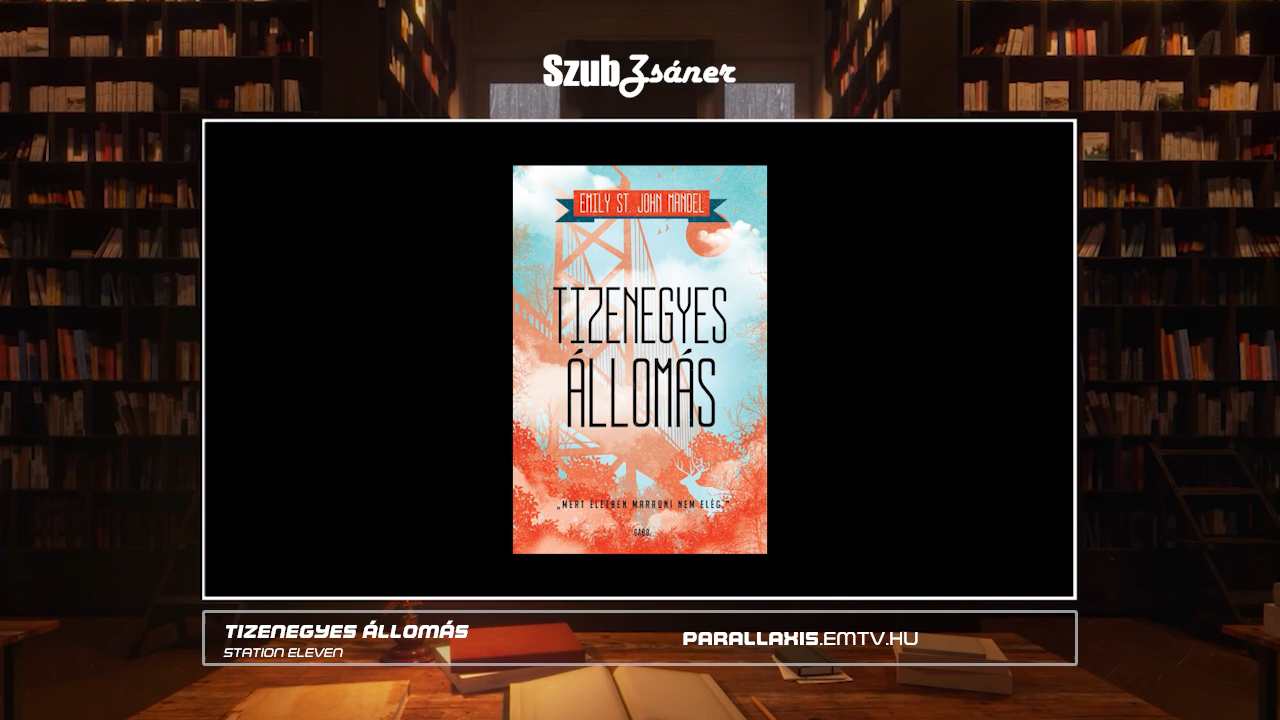 SzubZsáner
EMILY ST. JOHN MANDEL
TIZENEGYES
ÁLLOMÁS
„MERT ÉLETBEN MARADNI NEM ELÉG.”
GABO
TIZENEGYES ÁLLOMÁS
STATION ELEVEN
PARALLAXIS.EMTV.HU